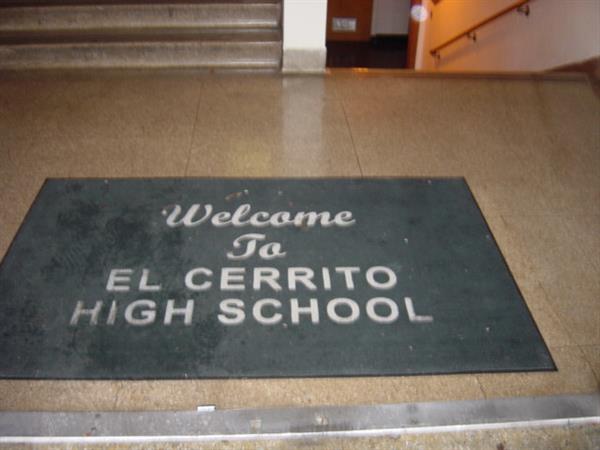 Welcome
To
EL CERRITO
HIGH SCHOOL